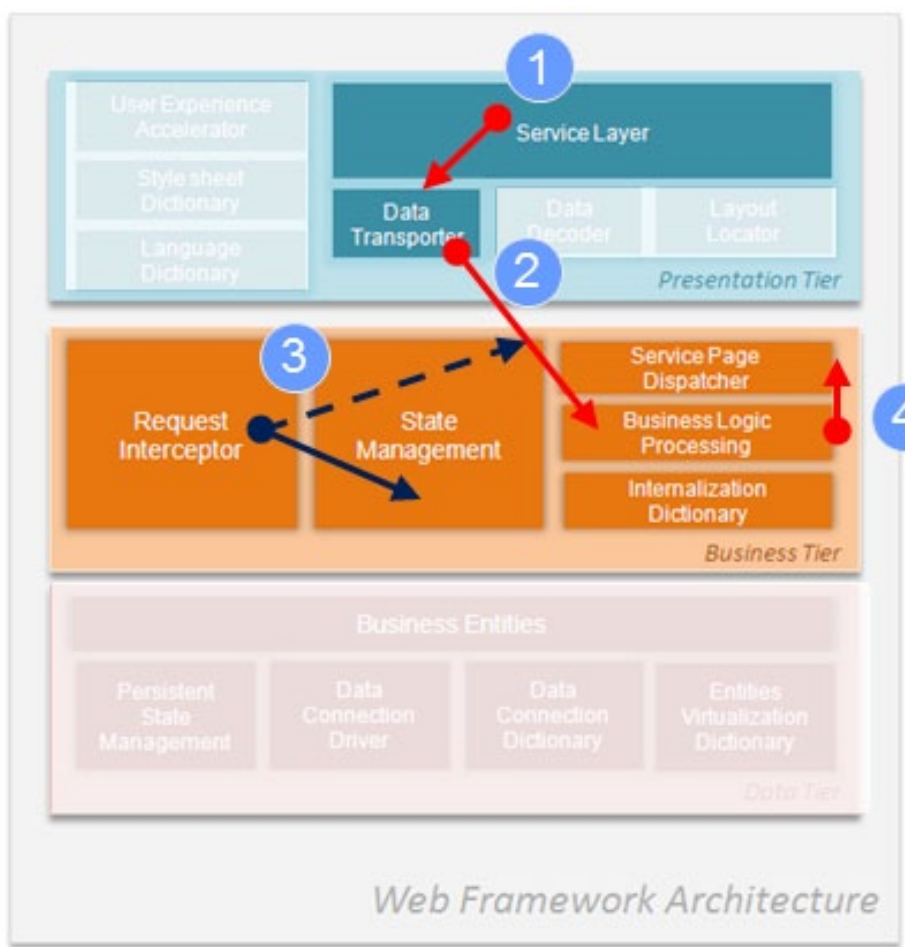 1
User Experience
Accelerator
Service Layer
Style sheet
Dictionary
Data
Transporter
Data
Decoder
Layout
Locator
Language
Dictionary
2
Presentation Tier
3
Request
Interceptor
State
Management
Service Page
Dispatcher
Business Logic
Processing
4
Internalization
Dictionary
Business Tier
Business Entities
Persistent
State
Management
Data
Connection
Driver
Data
Connection
Dictionary
Entities
Virtualization
Dictionary
Data Tier
Web Framework Architecture